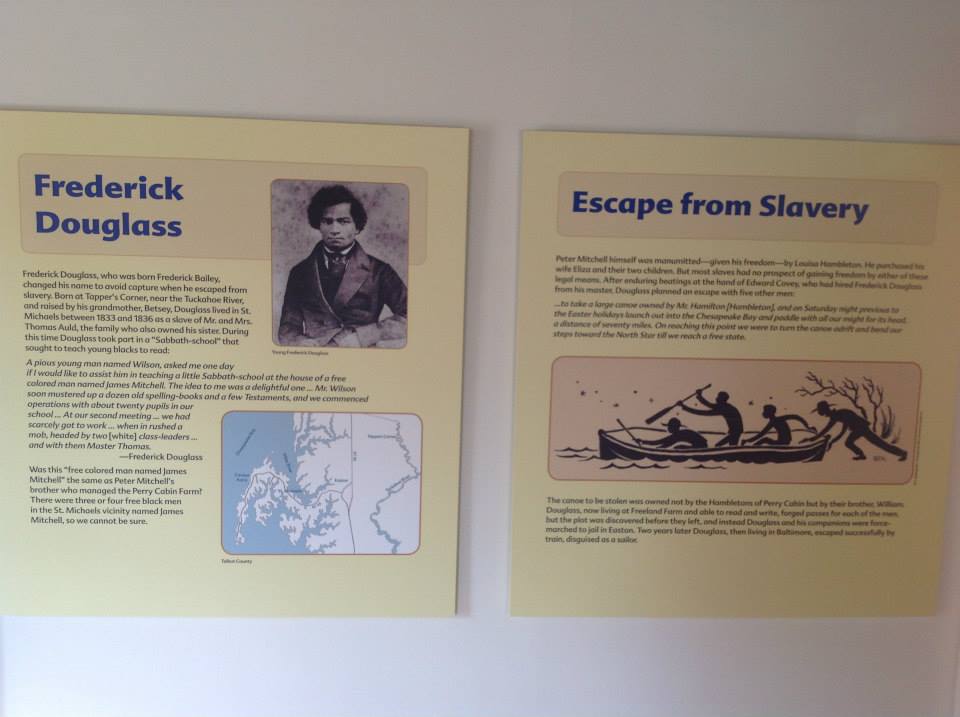 Frederick
Douglass
Frederick Douglass, who was born Frederick Bailey,
changed his name to avoid capture when he escaped from
slavery. Born at Tapper's Corner, near the Tuckahoe River,
and raised by his grandmother, Betsey, Douglass lived in St.
Michaels between 1833 and 1836 as a slave of Mr. and Mrs.
Thomas Auld, the family who also owned his sister. During
this time Douglass took part in a "Sabbath-school" that
sought to teach young blacks to read:
Young Frederick Douglass
A pious young man named Wilson, asked me one day
if I would like to assist him in teaching a little Sabbath-school at the house of a free
colored man named James Mitchell. The idea to me was a delightful one ... Mr. Wilson
soon mustered up a dozen old spelling-books and a few Testaments, and we commenced
operations with about twenty pupils in our
school ... At our second meeting ... we had
scarcely got to work ... when in rushed a
mob, headed by two [white] class-leaders ...
and with them Master Thomas.
—Frederick Douglass
Was this "free colored man named James
Mitchell" the same as Peter Mitchell's
brother who managed the Perry Cabin Farm?
There were three or four free black men
in the St. Michaels vicinity named James
Mitchell, so we cannot be sure.
Talbot County
Escape from Slavery
Peter Mitchell himself was manumitted—given his freedom—by Louisa Hambleton. He purchased his
wife Eliza and their two children. But most slaves had no prospect of gaining freedom by either of these
legal means. After enduring beatings at the hand of Edward Covey, who had hired Frederick Douglass
from his master, Douglass planned an escape with five other men:
...to take a large canoe owned by Mr. Hamilton [Hambleton], and on Saturday night previous to
the Easter holidays launch out into the Chesapeake Bay and paddle with all our might for its head,
a distance of seventy miles. On reaching this point we were to turn the canoe adrift and bend our
steps toward the North Star till we reach a free state.
The canoe to be stolen was owned not by the Hambletons of Perry Cabin but by their brother, William.
Douglass, now living at Freeland Farm and able to read and write, forged passes for each of the men,
but the plot was discovered before they left, and instead Douglass and his companions were force-
marched to jail in Easton. Two years later Douglass, then living in Baltimore, escaped successfully by
train, disguised as a sailor.